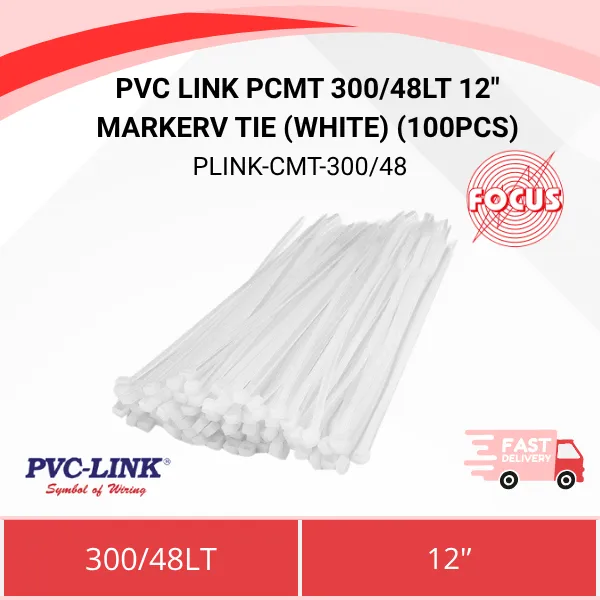 PVC LINK PCMT 300/48LT 12"
MARKERV TIE (WHITE) (100PCS)
PLINK-CMT-300/48
FOCUS
PVC-LINK®
Symbol of Wiring
FAST
DELIVERY
300/48LT
12"